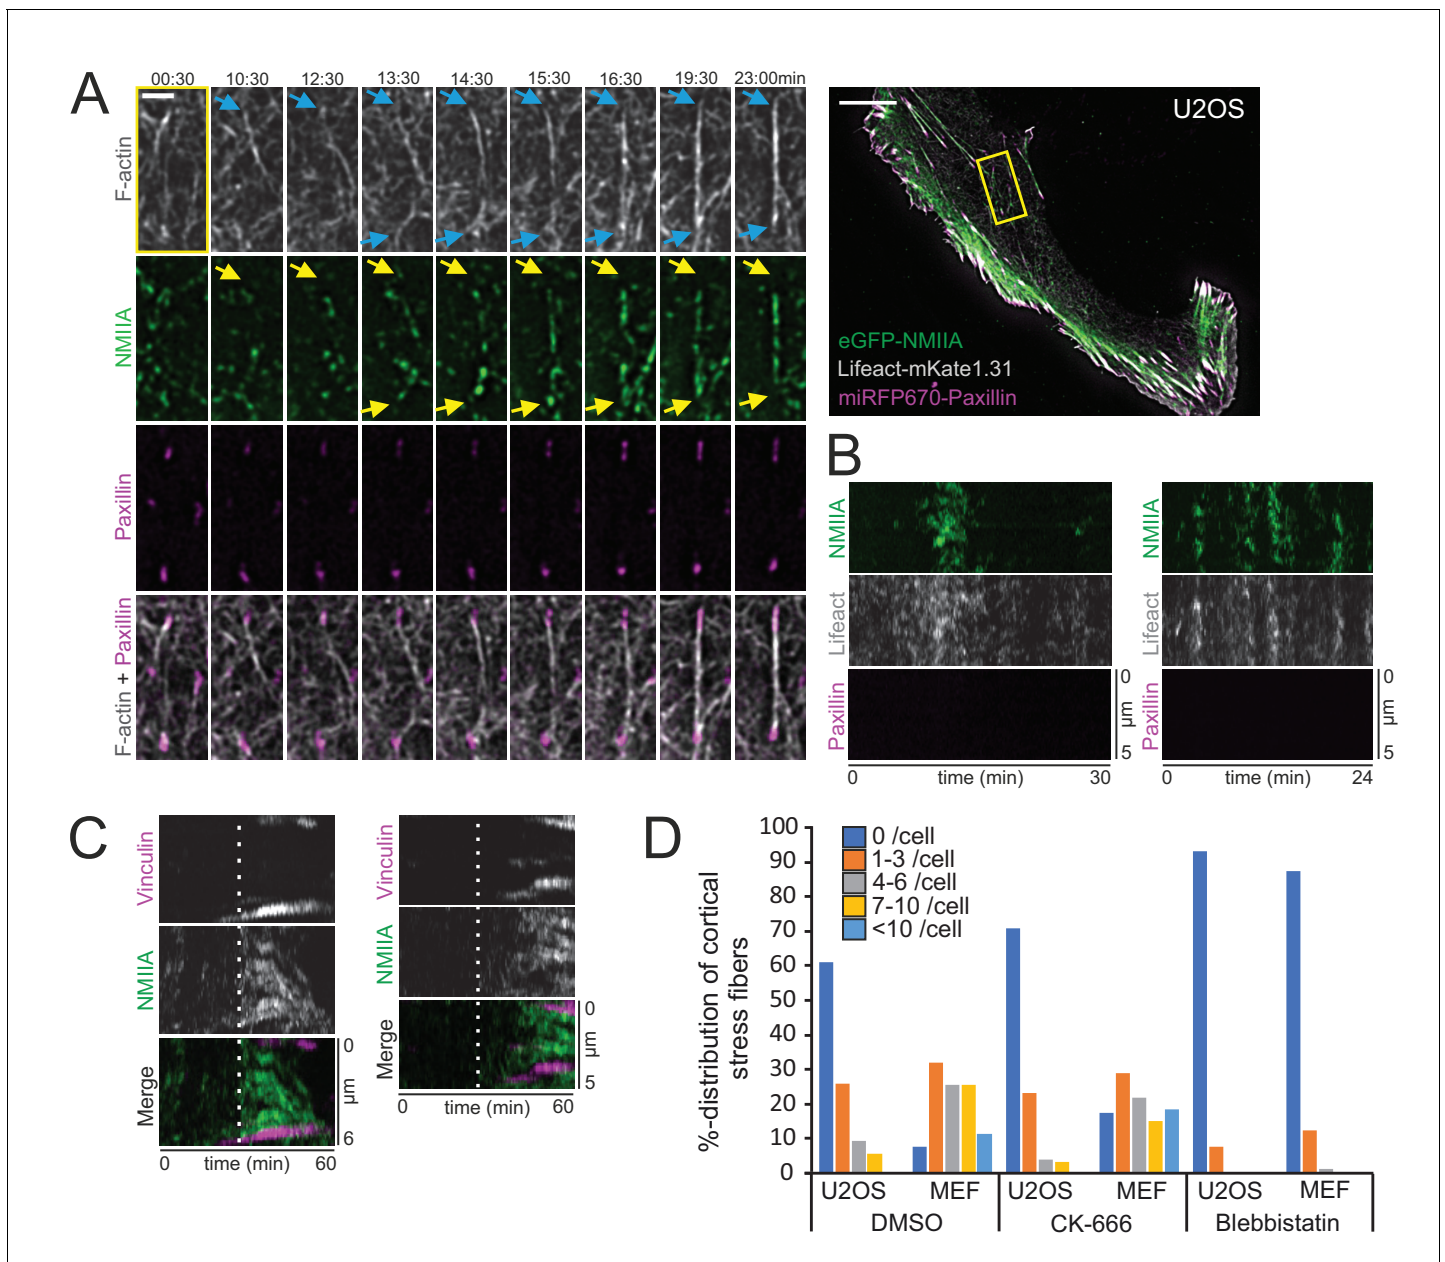 A
00:30 10:30 12:30 13:30 14:30 15:30 16:30 19:30 23:00min
F-actin
NMIIA
Paxillin
F-actin + Paxillin
U2OS
eGFP-NMIIA
Lifeact-mKate1.31
miRFP670-Paxillin
B
NMIIA
Lifeact
Paxillin
0
µm
5
0 time (min) 30
NMIIA
Lifeact
Paxillin
0
µm
5
0 time (min) 24
C
Vinculin
NMIIA
Merge
0
µm
6
0 time (min) 60
Vinculin
NMIIA
Merge
0
µm
5
0 time (min) 60
D
%-distribution of cortical
stress fibers
100
90
80
70
60
50
40
30
20
10
0
0 /cell
1-3 /cell
4-6 /cell
7-10 /cell
<10 /cell
U2OS MEF U2OS MEF U2OS MEF
DMSO CK-666 Blebbistatin